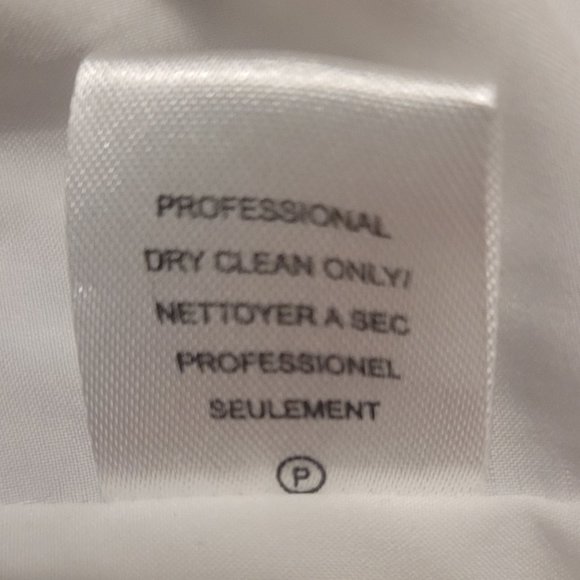 PROFESSIONAL
DRY CLEAN ONLY/
NETTOYER A SEC
PROFESSIONEL
SEULEMENT
P